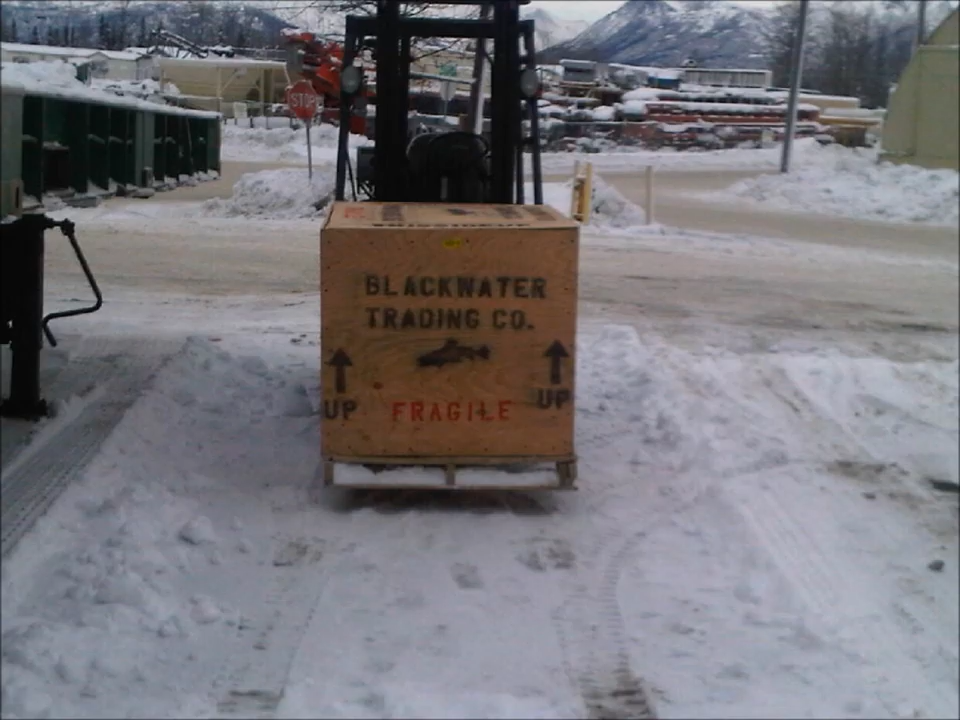 STOP
BLACKWATER
TRADING CO.
UP UP
FRAGILE